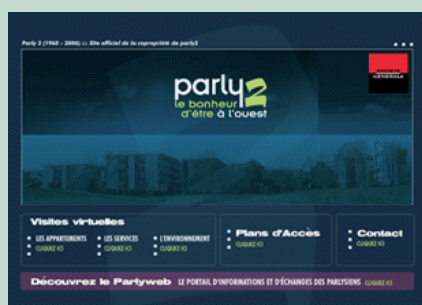 Parly 2 (1968 - 2006) :: Site officiel de la copropriété de parly2
SOCIETE GENERALE
parly2
le bonheur
d'être à l'ouest
Visites virtuelles
LES APPARTEMENTS
CLIQUEZ ICI
LES SERVICES
CLIQUEZ ICI
L'ENVIRONNEMENT
CLIQUEZ ICI
Plans d'Accès
CLIQUEZ ICI
Contact
CLIQUEZ ICI
Découvrez le Partyweb LE PORTAIL D'INFORMATIONS ET D'ÉCHANGES DES PARLYSIENS CLIQUEZ ICI